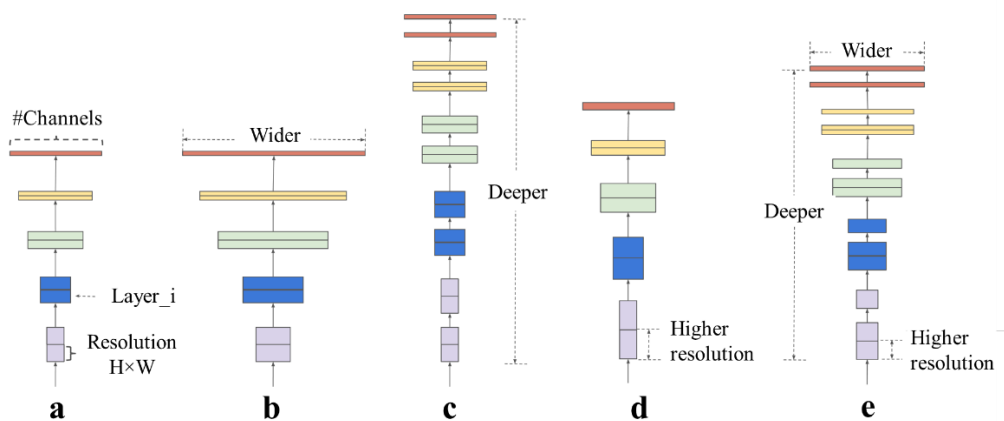 #Channels
Layer_i
Resolution
H×W
a
Wider
b
Deeper
c
Higher
resolution
d
Wider
Deeper
Higher
resolution
e